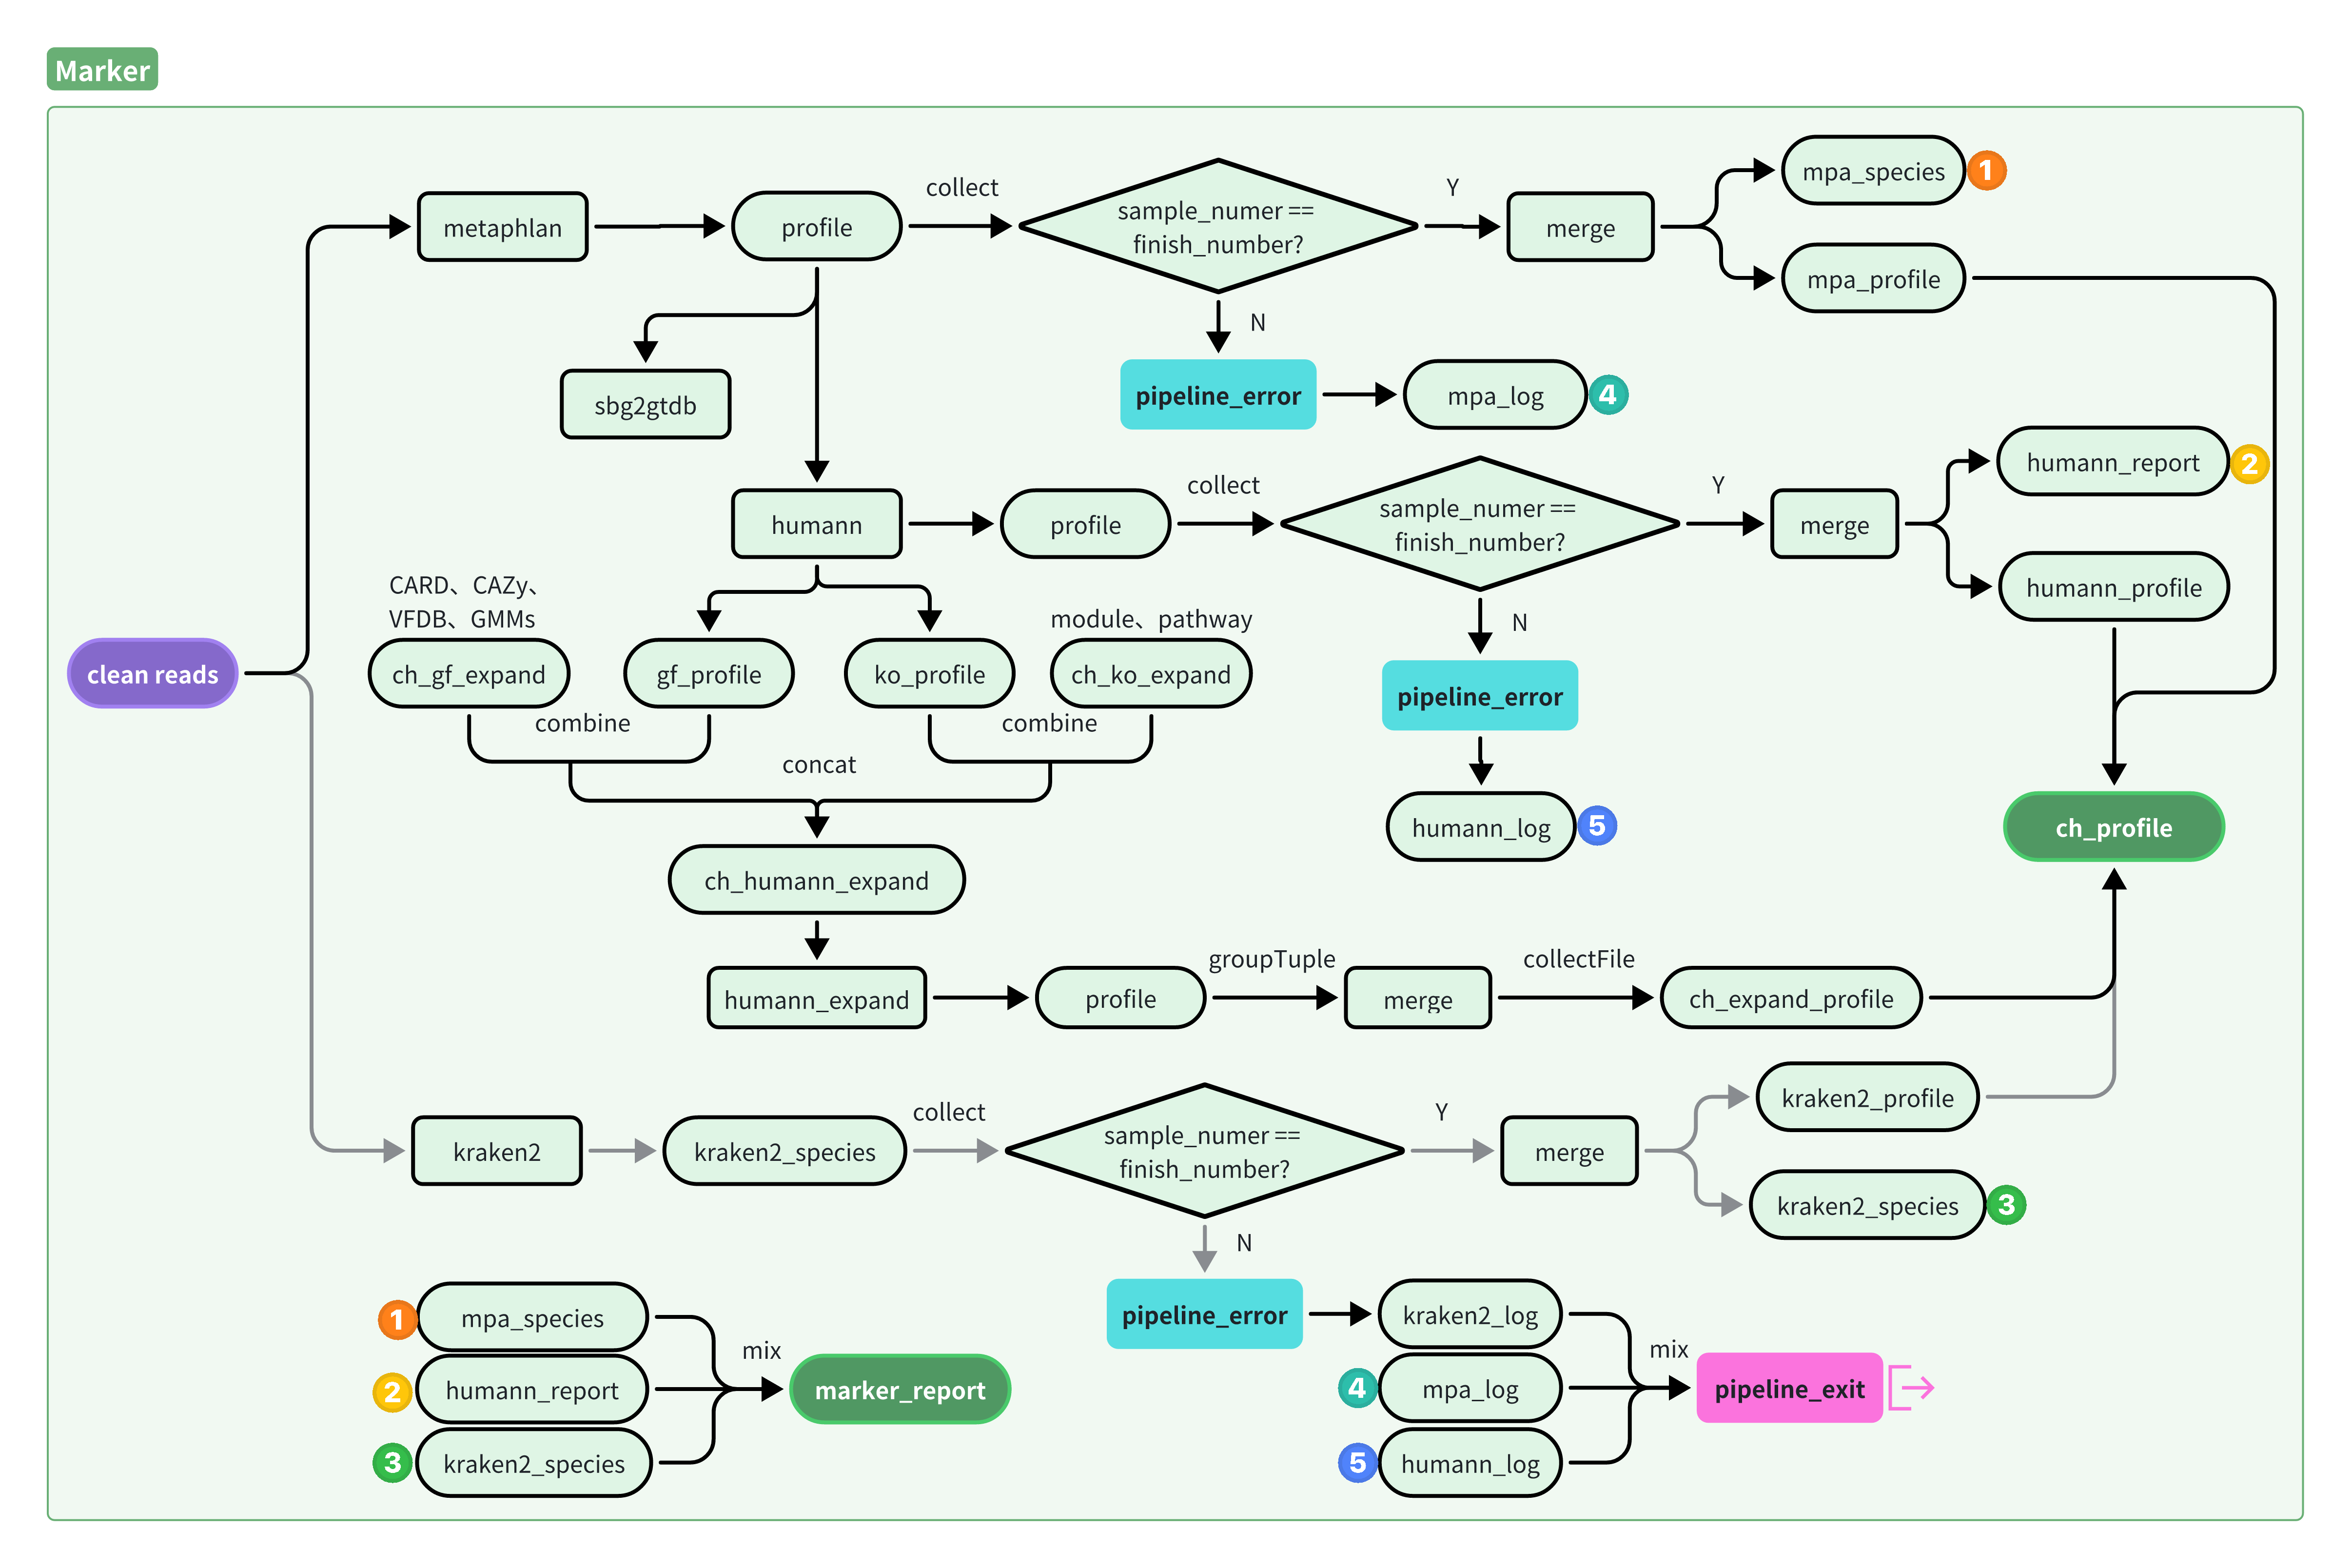 Marker
metaphlan
profile
collect
sample_numer ==
finish_number?
Y
merge
mpa_species
1
mpa_profile
N
sbg2gtdb
pipeline_error
mpa_log
4
humann
profile
collect
sample_numer ==
finish_number?
Y
merge
humann_report
2
humann_profile
N
CARD、CAZy、
VFDB、GMMs
module、pathway
clean reads
ch_gf_expand
gf_profile
ko_profile
ch_ko_expand
pipeline_error
combine
combine
concat
humann_log
5
ch_profile
ch_humann_expand
humann_expand
profile
groupTuple
merge
collectFile
ch_expand_profile
kraken2
kraken2_species
collect
sample_numer ==
finish_number?
Y
merge
kraken2_profile
kraken2_species
3
N
1
mpa_species
2
humann_report
3
kraken2_species
mix
marker_report
pipeline_error
kraken2_log
4
mpa_log
5
humann_log
mix
pipeline_exit